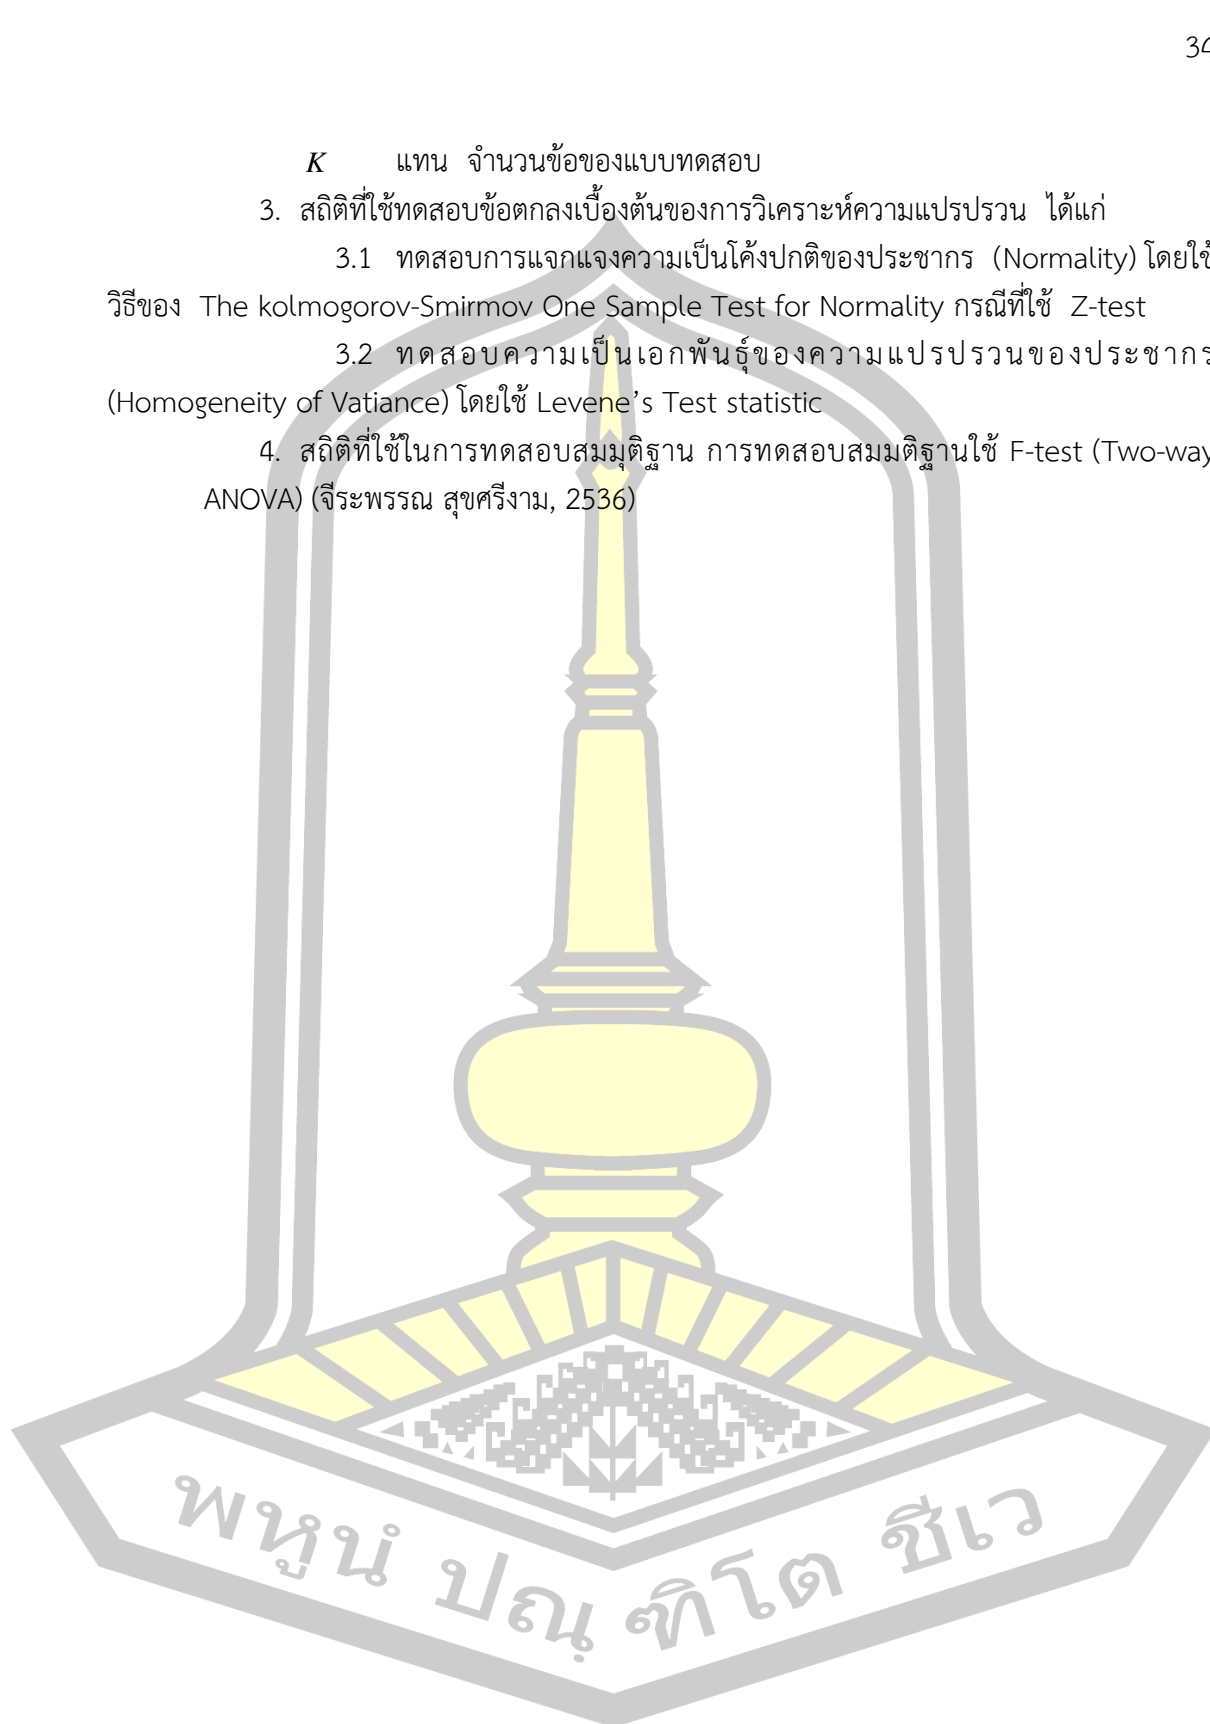 34
K แทน จำนวนข้อของแบบทดสอบ
3. สถิติที่ใช้ทดสอบข้อตกลงเบื้องต้นของการวิเคราะห์ความแปรปรวน ได้แก่
3.1 ทดสอบการแจกแจงความเป็นโค้งปกติของประชากร (Normality) โดยใช้
วิธีของ The kolmogorov-Smirmov One Sample Test for Normality กรณีที่ใช้ Z-test
3.2 ทดสอบความเป็นเอกพันธุ์ของความแปรปรวนของประชากร
(Homogeneity of Vatiance) โดยใช้ Levene’s Test statistic
4. สถิติที่ใช้ในการทดสอบสมมุติฐาน การทดสอบสมมติฐานใช้ F-test (Two-way
ANOVA) (จีระพรรณ สุขศรีงาม, 2536)
พหูนํ ปณฺฑิโต ชีเว